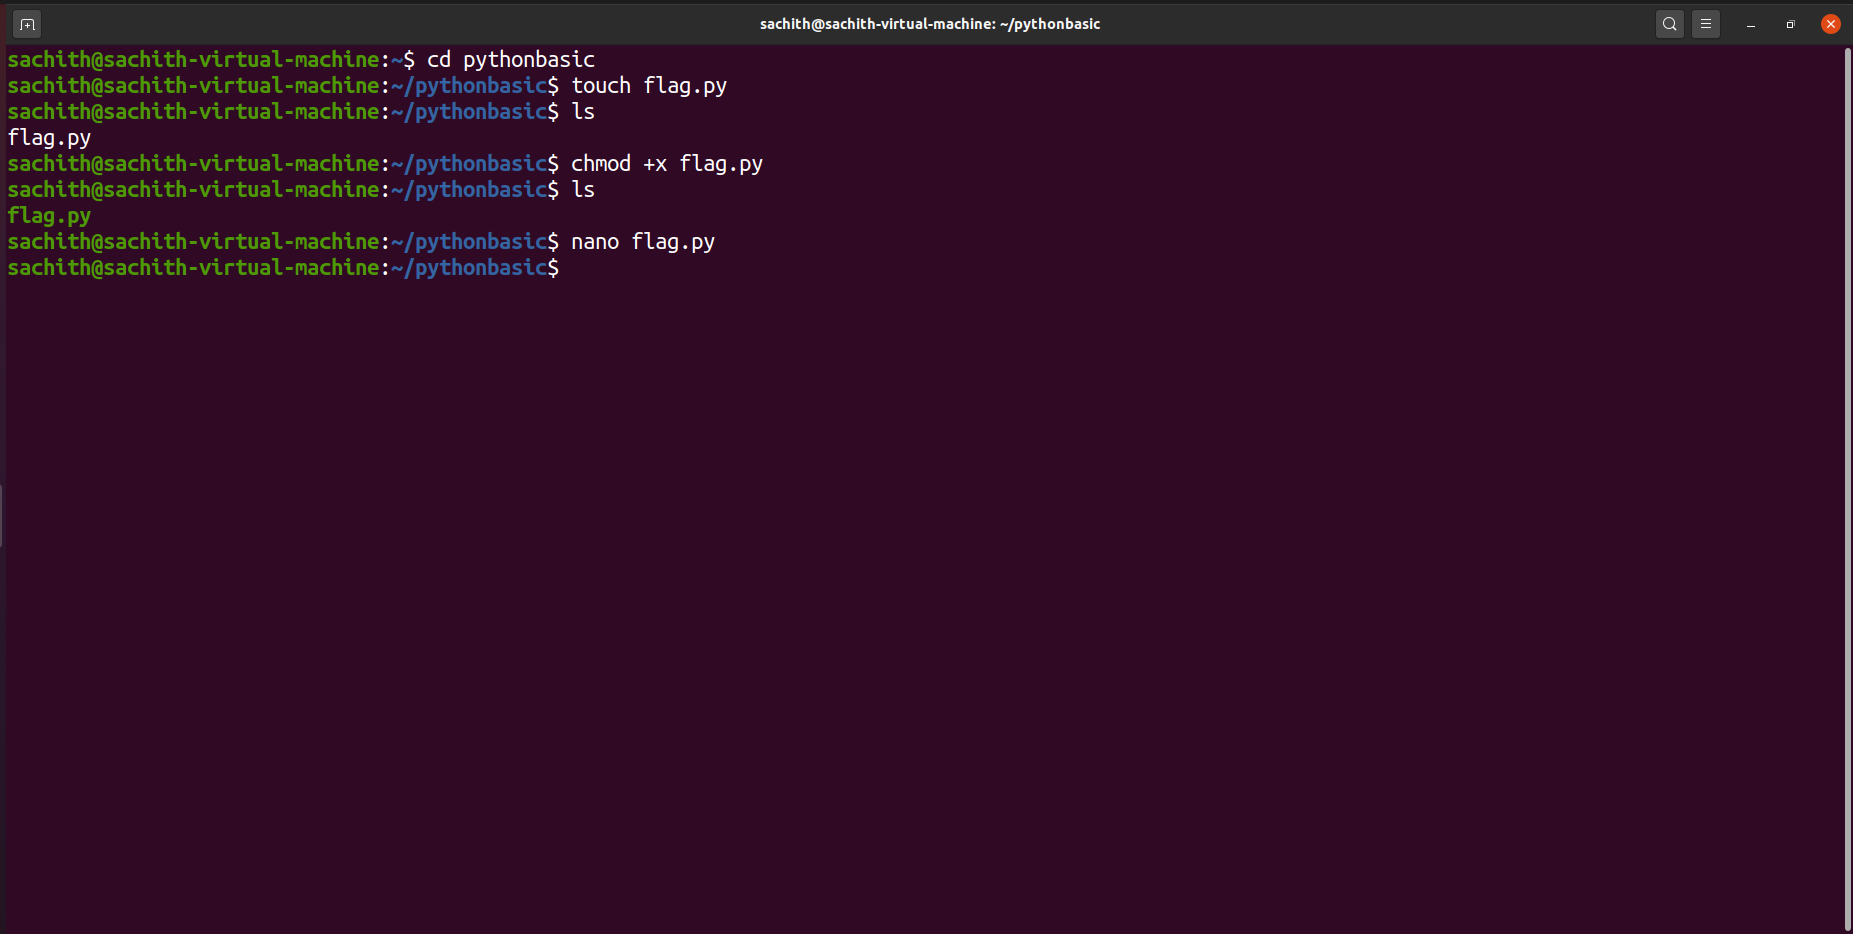 sachith@sachith-virtual-machine: ~/pythonbasic
sachith@sachith-virtual-machine:~$ cd pythonbasic
sachith@sachith-virtual-machine:~/pythonbasic$ touch flag.py
sachith@sachith-virtual-machine:~/pythonbasic$ ls
flag.py
sachith@sachith-virtual-machine:~/pythonbasic$ chmod +x flag.py
sachith@sachith-virtual-machine:~/pythonbasic$ ls
flag.py
sachith@sachith-virtual-machine:~/pythonbasic$ nano flag.py
sachith@sachith-virtual-machine:~/pythonbasic$